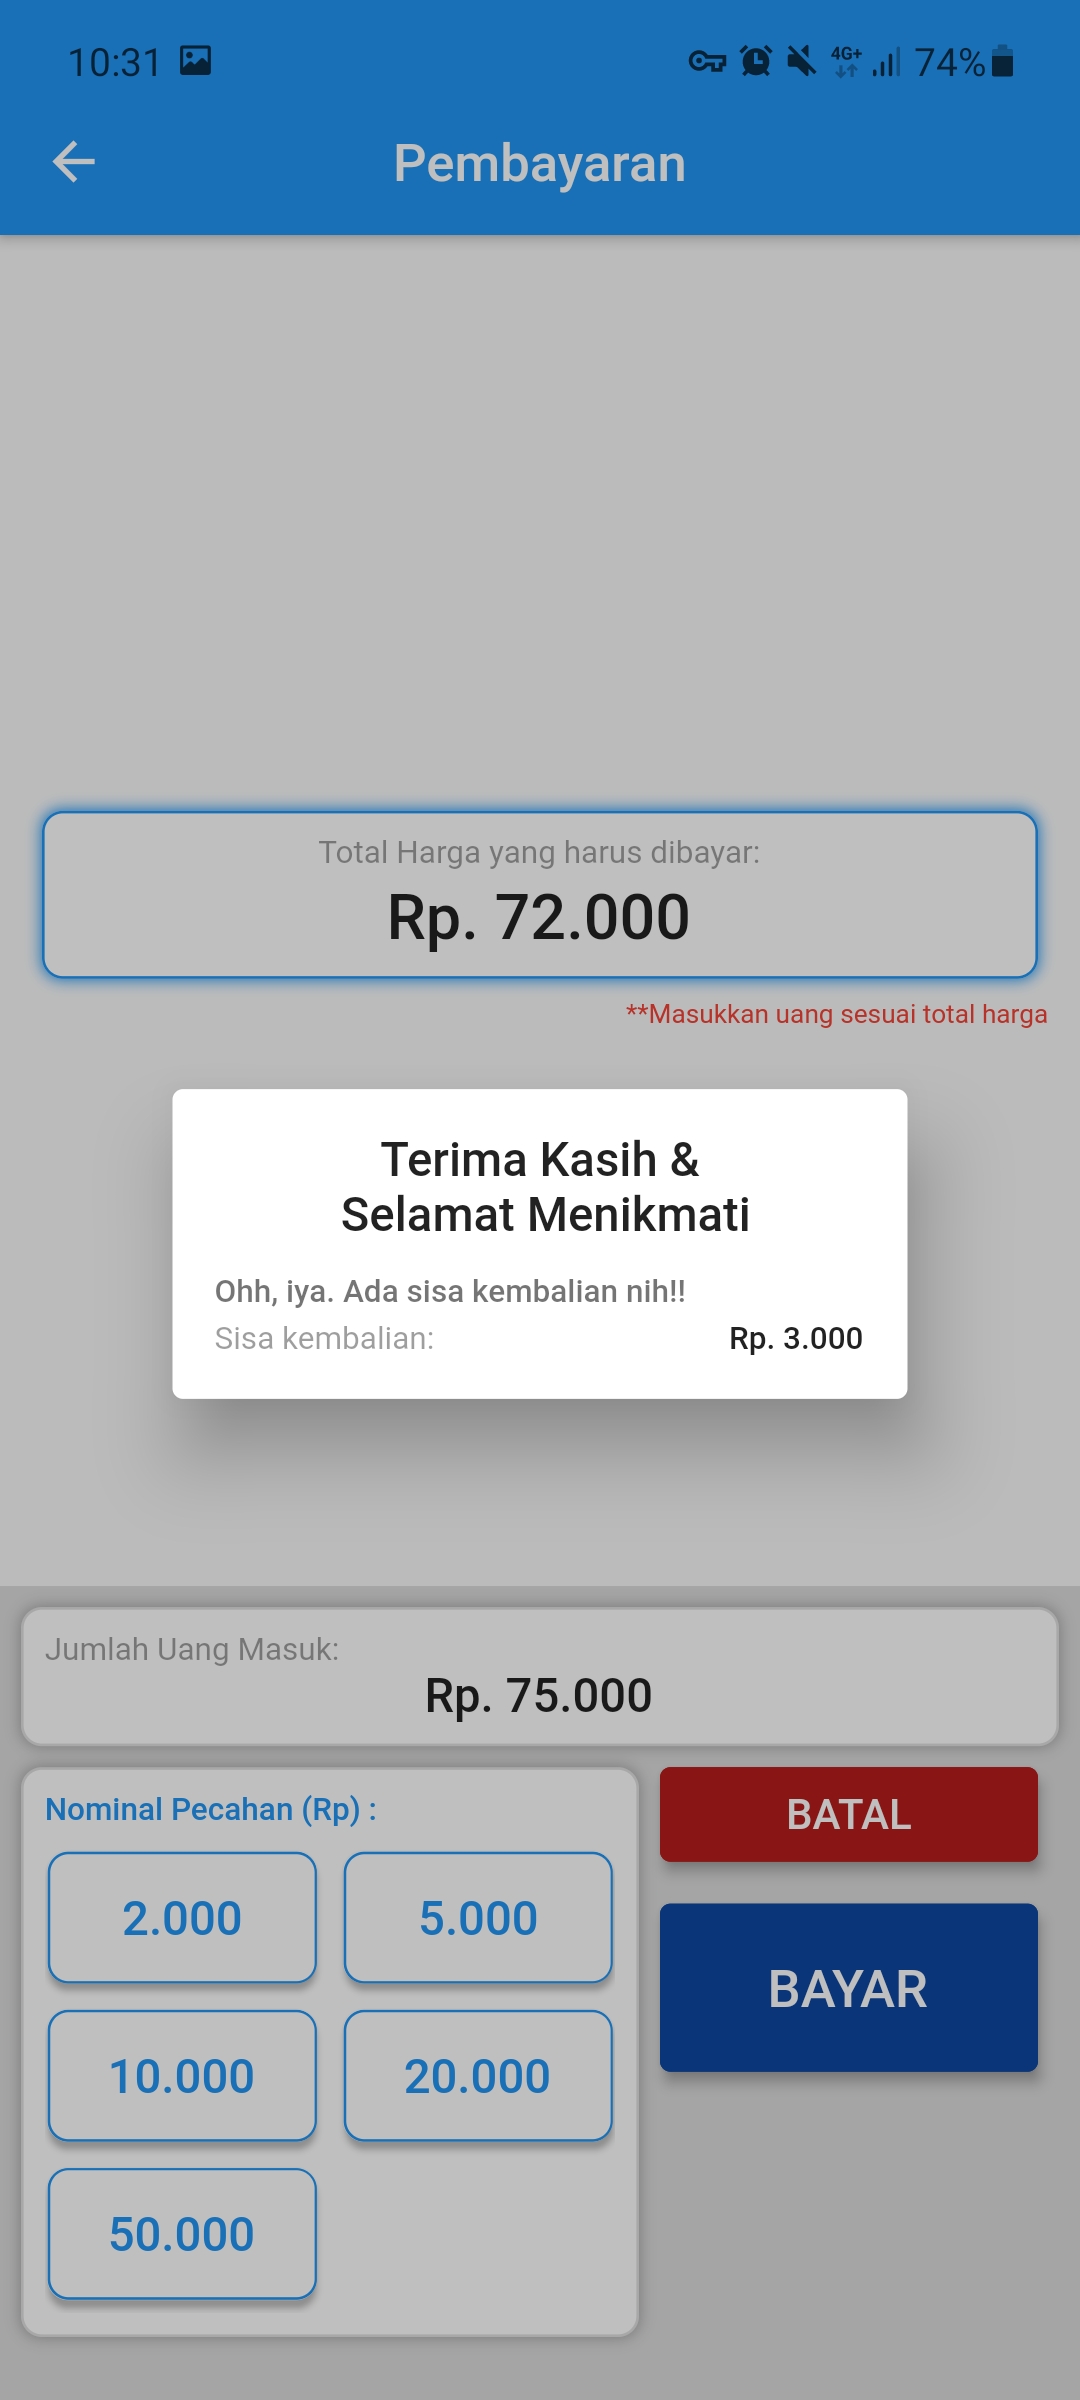 10:31
4G+
74%
Pembayaran
Total Harga yang harus dibayar:
Rp. 72.000
**Masukkan uang sesuai total harga
Terima Kasih &
Selamat Menikmati
Ohh, iya. Ada sisa kembalian nih!!
Sisa kembalian: Rp. 3.000
Jumlah Uang Masuk:
Rp. 75.000
Nominal Pecahan (Rp) :
2.000 5.000
10.000 20.000
50.000
BATAL
BAYAR